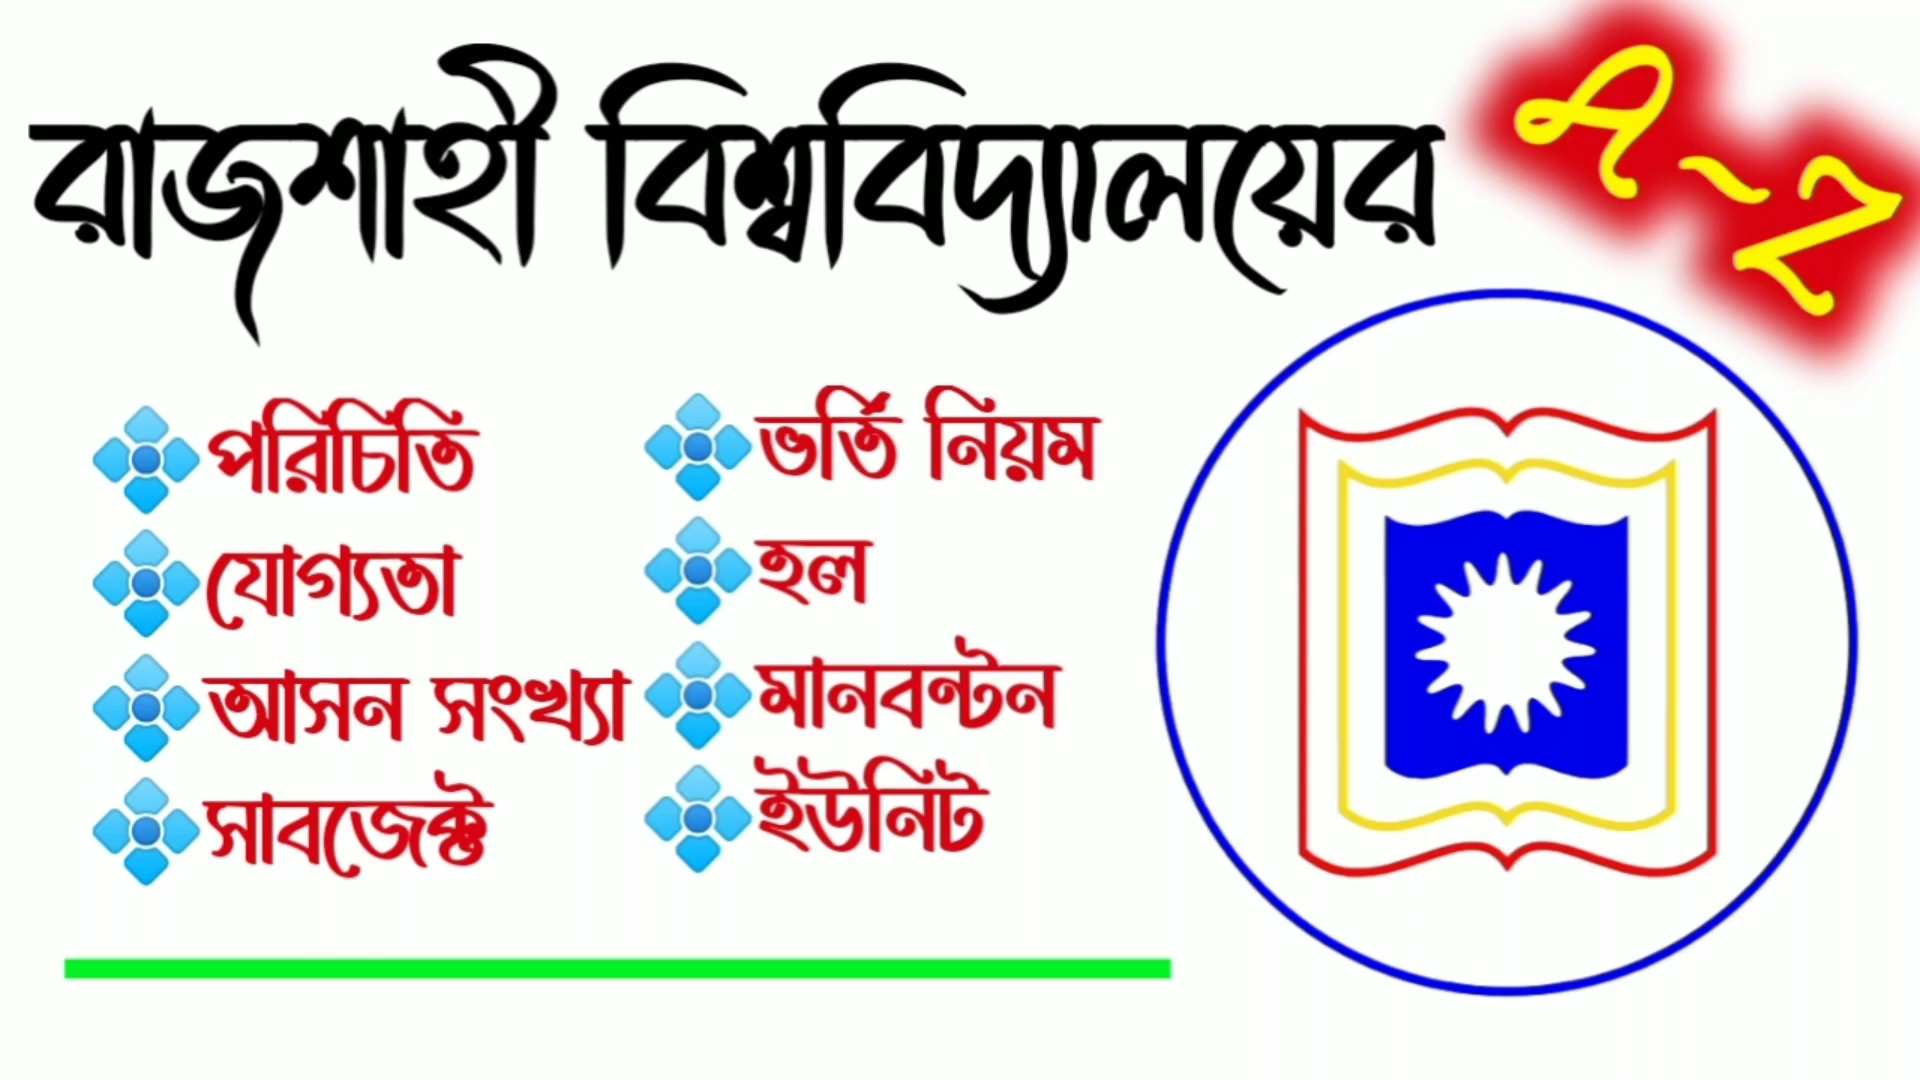 রাজশাহী বিশ্ববিদ্যালয়ের
A-Z
পরিচিতি
যোগ্যতা
আসন সংখ্যা
সাবজেক্ট
ভর্তি নিয়ম
হল
মানবন্টন
ইউনিট